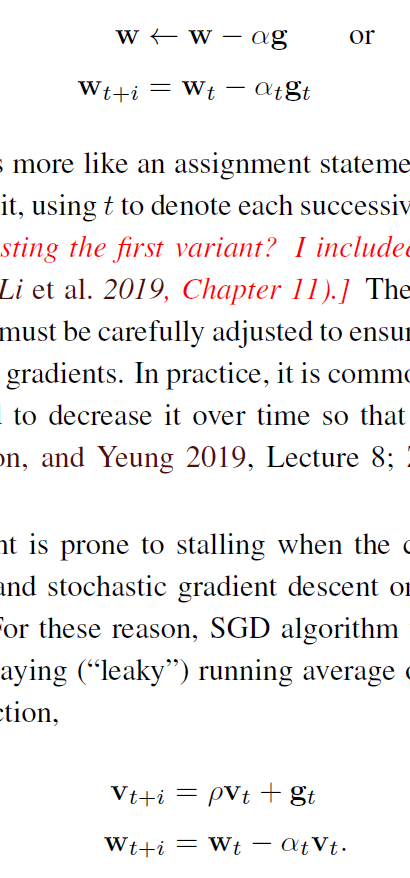 w ← w − αg or
w_{t+i} = w_t − α_t g_t
s more like an assignment stateme
it, using t to denote each successiv
sting the first variant? I included
Li et al. 2019, Chapter 11).] The
must be carefully adjusted to ensur
gradients. In practice, it is commo
to decrease it over time so that
on, and Yeung 2019, Lecture 8;
nt is prone to stalling when the c
and stochastic gradient descent or
For these reason, SGD algorithm
aying (“leaky”) running average o
ction,
v_{t+i} = ρv_t + g_t
w_{t+i} = w_t − α_t v_t.